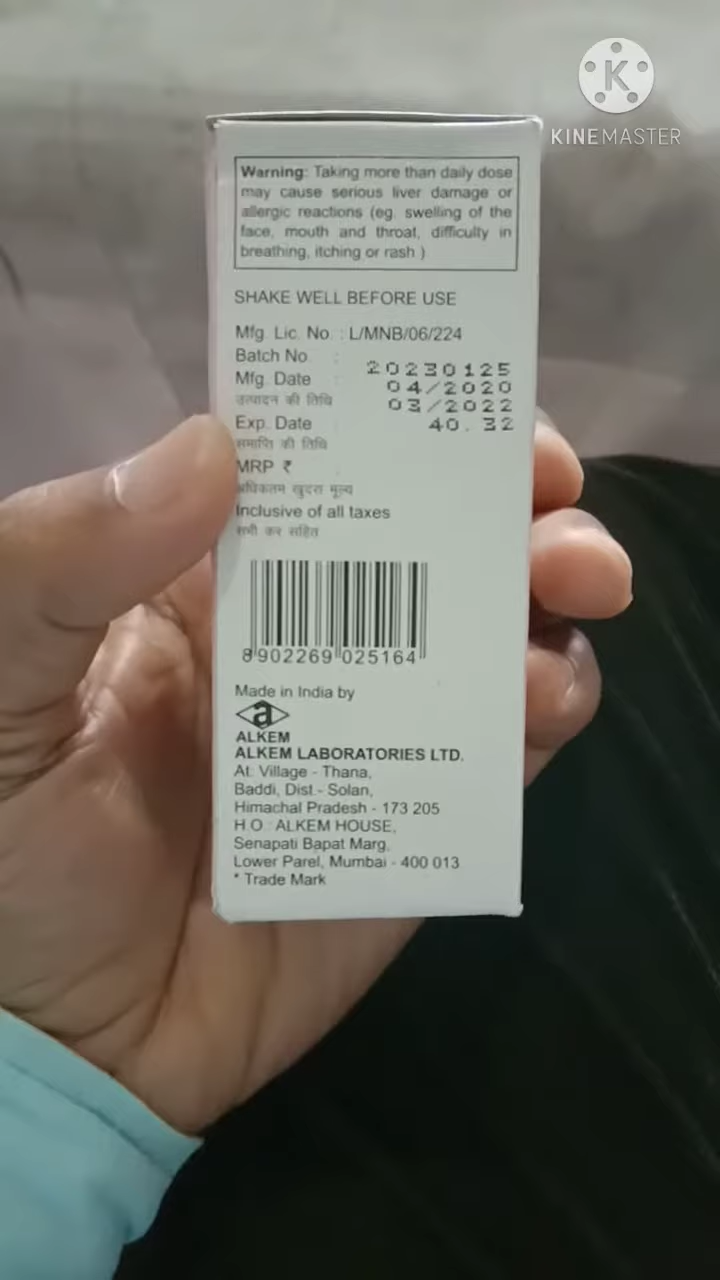 KINEMASTER
Warning: Taking more than daily dose
may cause serious liver damage or
allergic reactions (eg. swelling of the
face, mouth and throat, difficulty in
breathing, itching or rash.)
SHAKE WELL BEFORE USE
Mfg. Lic. No. : L/MNB/06/224
Batch No. : 20230125
Mfg. Date : 04/2020
उत्पादन की तिथि
Exp. Date : 03/2022
समाप्ति की तिथि
MRP ₹ : 40.32
अधिकतम खुदरा मूल्य
Inclusive of all taxes
सभी कर सहित
8 902269 025164
Made in India by
a
ALKEM
ALKEM LABORATORIES LTD.
At: Village - Thana,
Baddi, Dist.- Solan,
Himachal Pradesh - 173 205
H.O.: ALKEM HOUSE,
Senapati Bapat Marg,
Lower Parel, Mumbai - 400 013
* Trade Mark